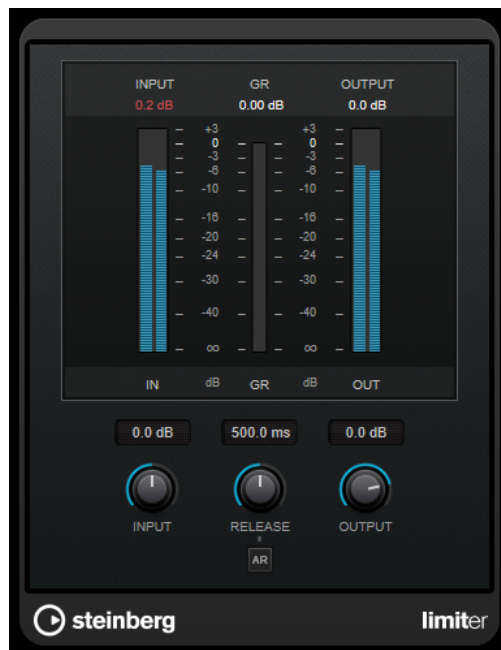 INPUT GR OUTPUT
0.2 dB 0.00 dB 0.0 dB
+3 +3
0 0
-3 -3
-6 -6
-10 -10
-16 -16
-20 -20
-24 -24
-30 -30
-40 -40
∞ ∞
IN dB GR dB OUT
0.0 dB 500.0 ms 0.0 dB
INPUT RELEASE OUTPUT
AR
steinberg limiter